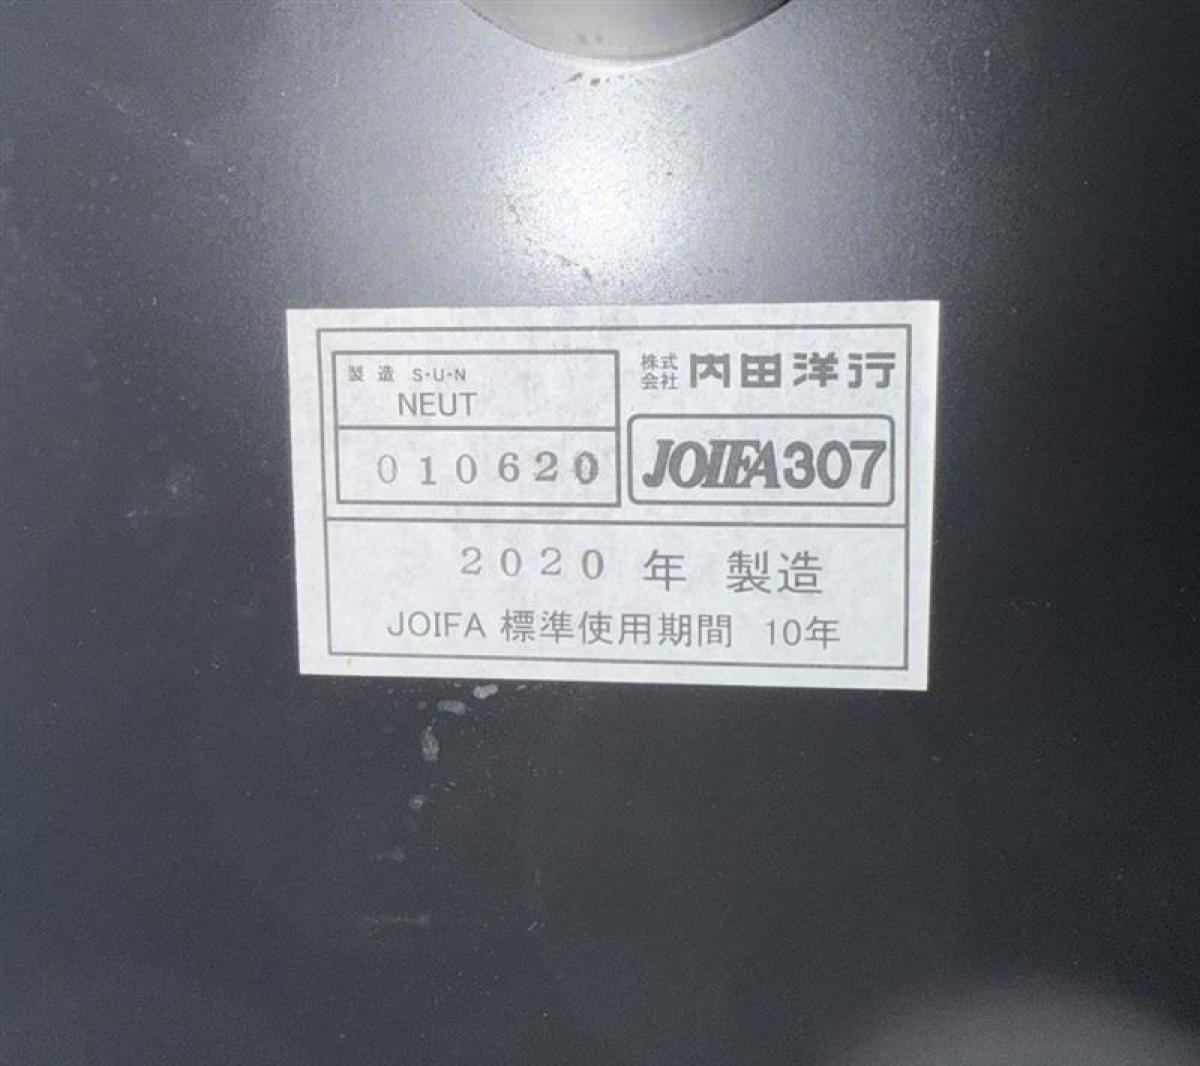 製造 S・U・N
NEUT
010620
株式会社 内田洋行
JOIFA307
2020 年 製造
JOIFA 標準使用期間 10年